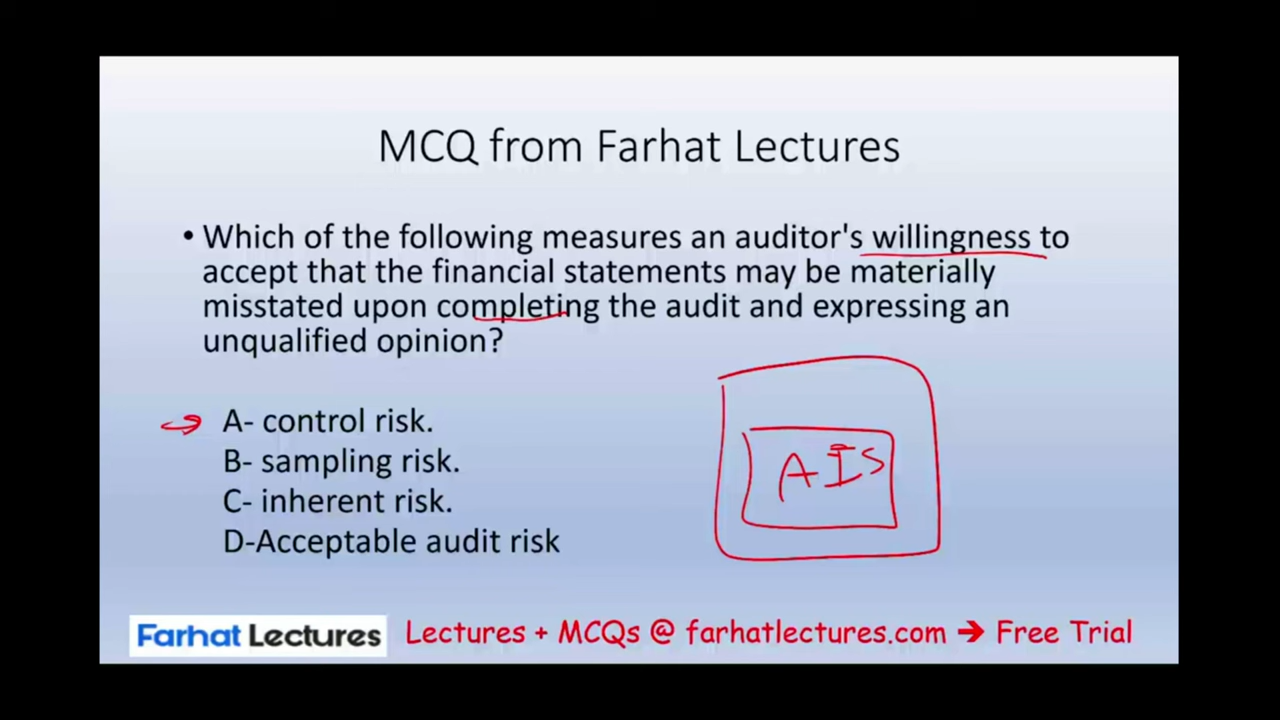 MCQ from Farhat Lectures
• Which of the following measures an auditor's willingness to
accept that the financial statements may be materially
misstated upon completing the audit and expressing an
unqualified opinion?
A- control risk.
B- sampling risk.
C- inherent risk.
D-Acceptable audit risk
AIS
Farhat Lectures
Lectures + MCQs @ farhatlectures.com → Free Trial